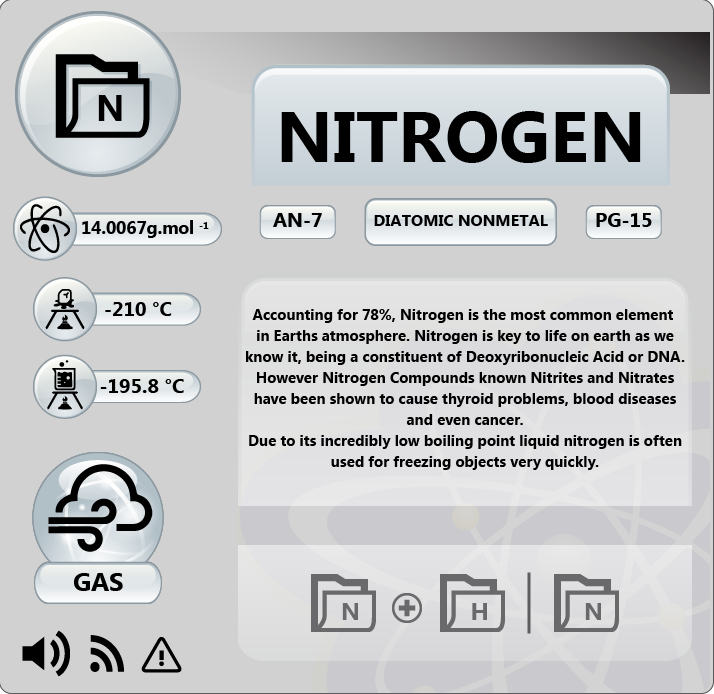 N
NITROGEN
14.0067g.mol ⁻¹
AN-7
DIATOMIC NONMETAL
PG-15
-210 °C
-195.8 °C
Accounting for 78%, Nitrogen is the most common element
in Earths atmosphere. Nitrogen is key to life on earth as we
know it, being a constituent of Deoxyribonucleic Acid or DNA.
However Nitrogen Compounds known Nitrites and Nitrates
have been shown to cause thyroid problems, blood diseases
and even cancer.
Due to its incredibly low boiling point liquid nitrogen is often
used for freezing objects very quickly.
GAS
N + H | N